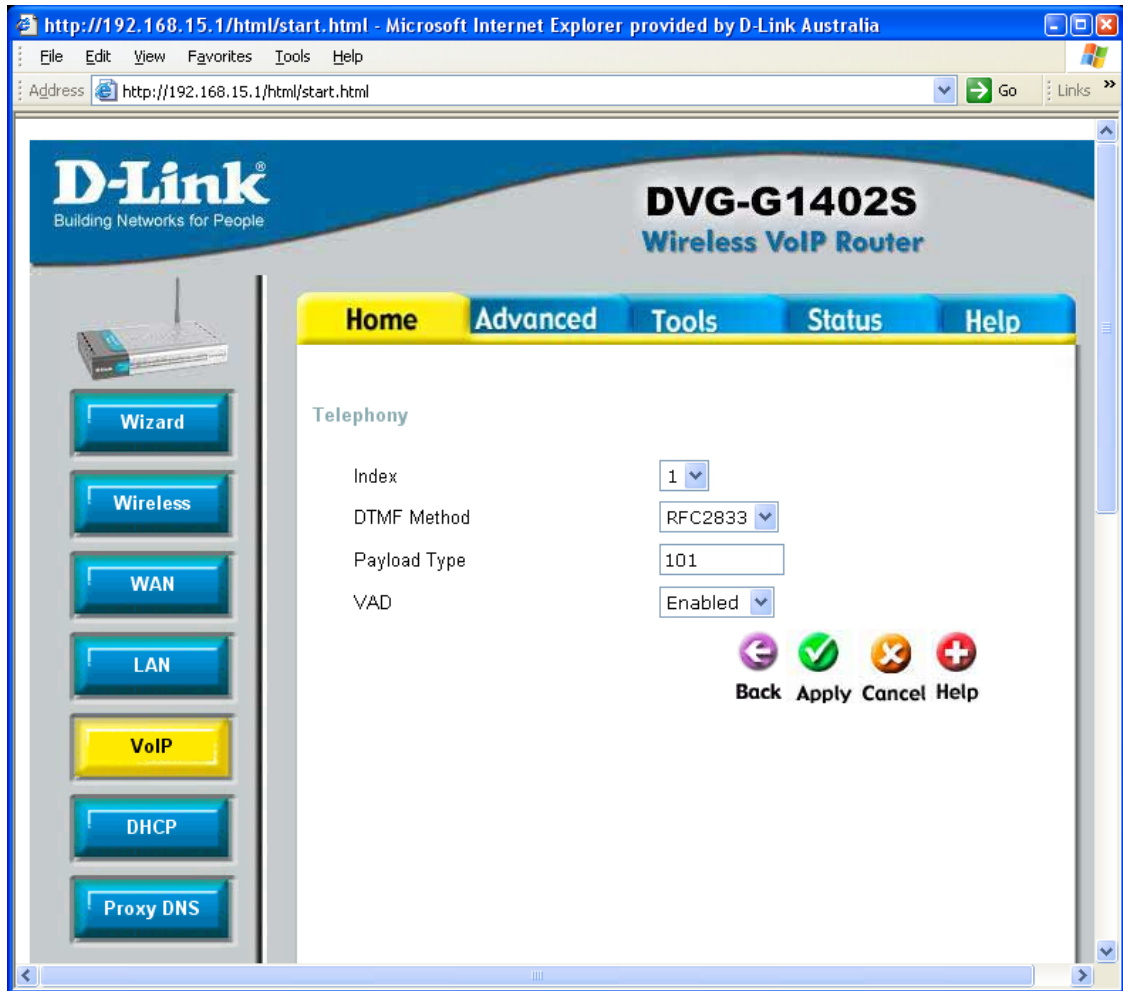 http://192.168.15.1/html/start.html - Microsoft Internet Explorer provided by D-Link Australia
File Edit View Favorites Tools Help
Address http://192.168.15.1/html/start.html Go Links »
D-Link®
Building Networks for People
DVG-G1402S
Wireless VoIP Router
Home Advanced Tools Status Help
Wizard
Wireless
WAN
LAN
VoIP
DHCP
Proxy DNS
Telephony
Index 1
DTMF Method RFC2833
Payload Type 101
VAD Enabled
Back Apply Cancel Help